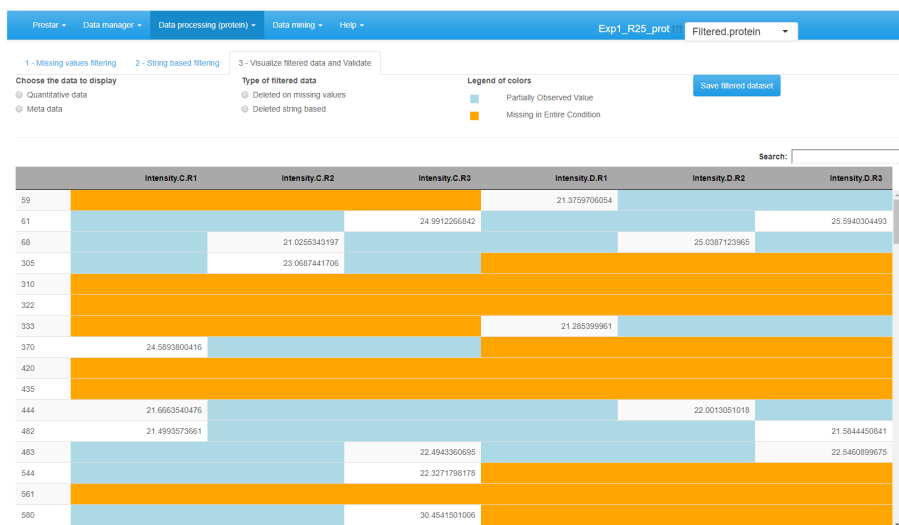 Prostar Data manager Data processing (protein) Data mining Help Exp1_R25_prot [?] Filtered.protein
1 - Missing values filtering 2 - String based filtering 3 - Visualize filtered data and Validate
Choose the data to display Type of filtered data Legend of colors
Quantitative data Deleted on missing values Partially Observed Value Save filtered dataset
Meta data Deleted string based Missing in Entire Condition
Search:
Intensity.C.R1 Intensity.C.R2 Intensity.C.R3 Intensity.D.R1 Intensity.D.R2 Intensity.D.R3
59 21.3759706054
61 24.9912266842 25.5940304493
68 21.0255343197 25.0387123965
305 23.0687441706
310
322
333 21.285399961
370 24.5893800416
420
435
444 21.6663540476 22.0013051018
482 21.4993573661 21.5844450841
483 22.4943360695 22.5460899675
544 22.3271798178
561
580 30.4541501006